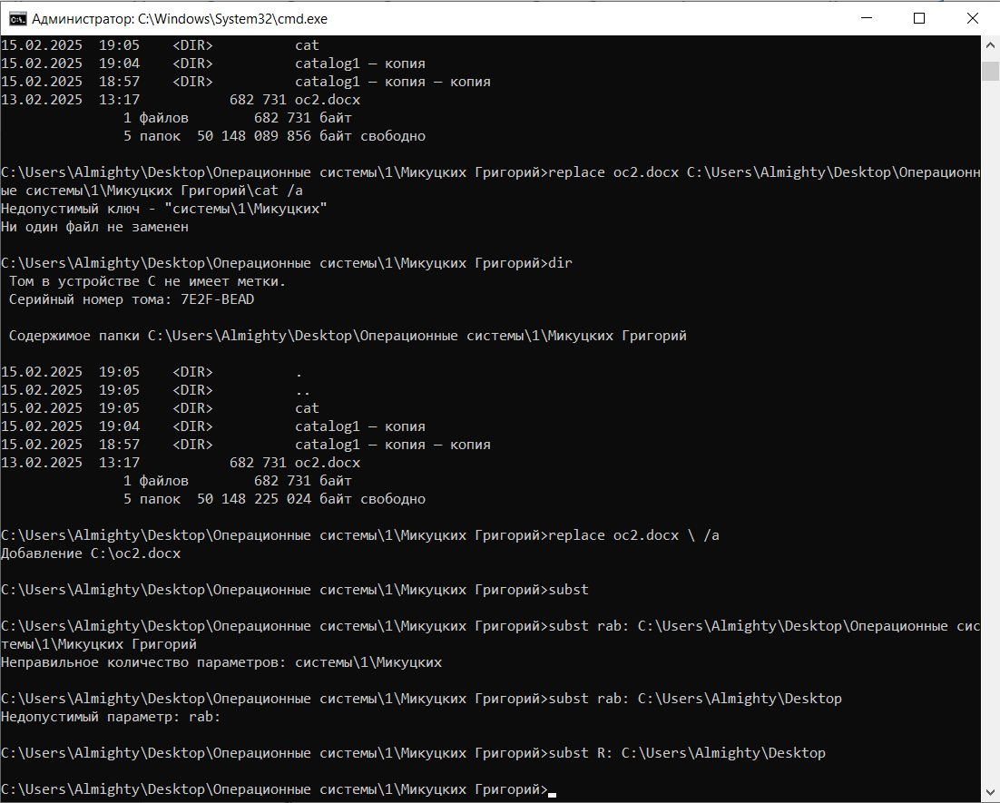 Администратор: C:\Windows\System32\cmd.exe
15.02.2025  19:05    <DIR>          cat
15.02.2025  19:04    <DIR>          catalog1 — копия
15.02.2025  18:57    <DIR>          catalog1 — копия — копия
13.02.2025  13:17           682 731 oc2.docx
               1 файлов        682 731 байт
               5 папок  50 148 089 856 байт свободно
C:\Users\Almighty\Desktop\Операционные системы\1\Микуцких Григорий>replace oc2.docx C:\Users\Almighty\Desktop\Операционн
ые системы\1\Микуцких Григорий\cat /a
Недопустимый ключ - "системы\1\Микуцких"
Ни один файл не заменен
C:\Users\Almighty\Desktop\Операционные системы\1\Микуцких Григорий>dir
 Том в устройстве C не имеет метки.
 Серийный номер тома: 7E2F-BEAD
 Содержимое папки C:\Users\Almighty\Desktop\Операционные системы\1\Микуцких Григорий
15.02.2025  19:05    <DIR>          .
15.02.2025  19:05    <DIR>          ..
15.02.2025  19:05    <DIR>          cat
15.02.2025  19:04    <DIR>          catalog1 — копия
15.02.2025  18:57    <DIR>          catalog1 — копия — копия
13.02.2025  13:17           682 731 oc2.docx
               1 файлов        682 731 байт
               5 папок  50 148 225 024 байт свободно
C:\Users\Almighty\Desktop\Операционные системы\1\Микуцких Григорий>replace oc2.docx \ /a
Добавление C:\oc2.docx
C:\Users\Almighty\Desktop\Операционные системы\1\Микуцких Григорий>subst
C:\Users\Almighty\Desktop\Операционные системы\1\Микуцких Григорий>subst rab: C:\Users\Almighty\Desktop\Операционные сис
темы\1\Микуцких Григорий
Неправильное количество параметров: системы\1\Микуцких
C:\Users\Almighty\Desktop\Операционные системы\1\Микуцких Григорий>subst rab: C:\Users\Almighty\Desktop
Недопустимый параметр: rab:
C:\Users\Almighty\Desktop\Операционные системы\1\Микуцких Григорий>subst R: C:\Users\Almighty\Desktop
C:\Users\Almighty\Desktop\Операционные системы\1\Микуцких Григорий>